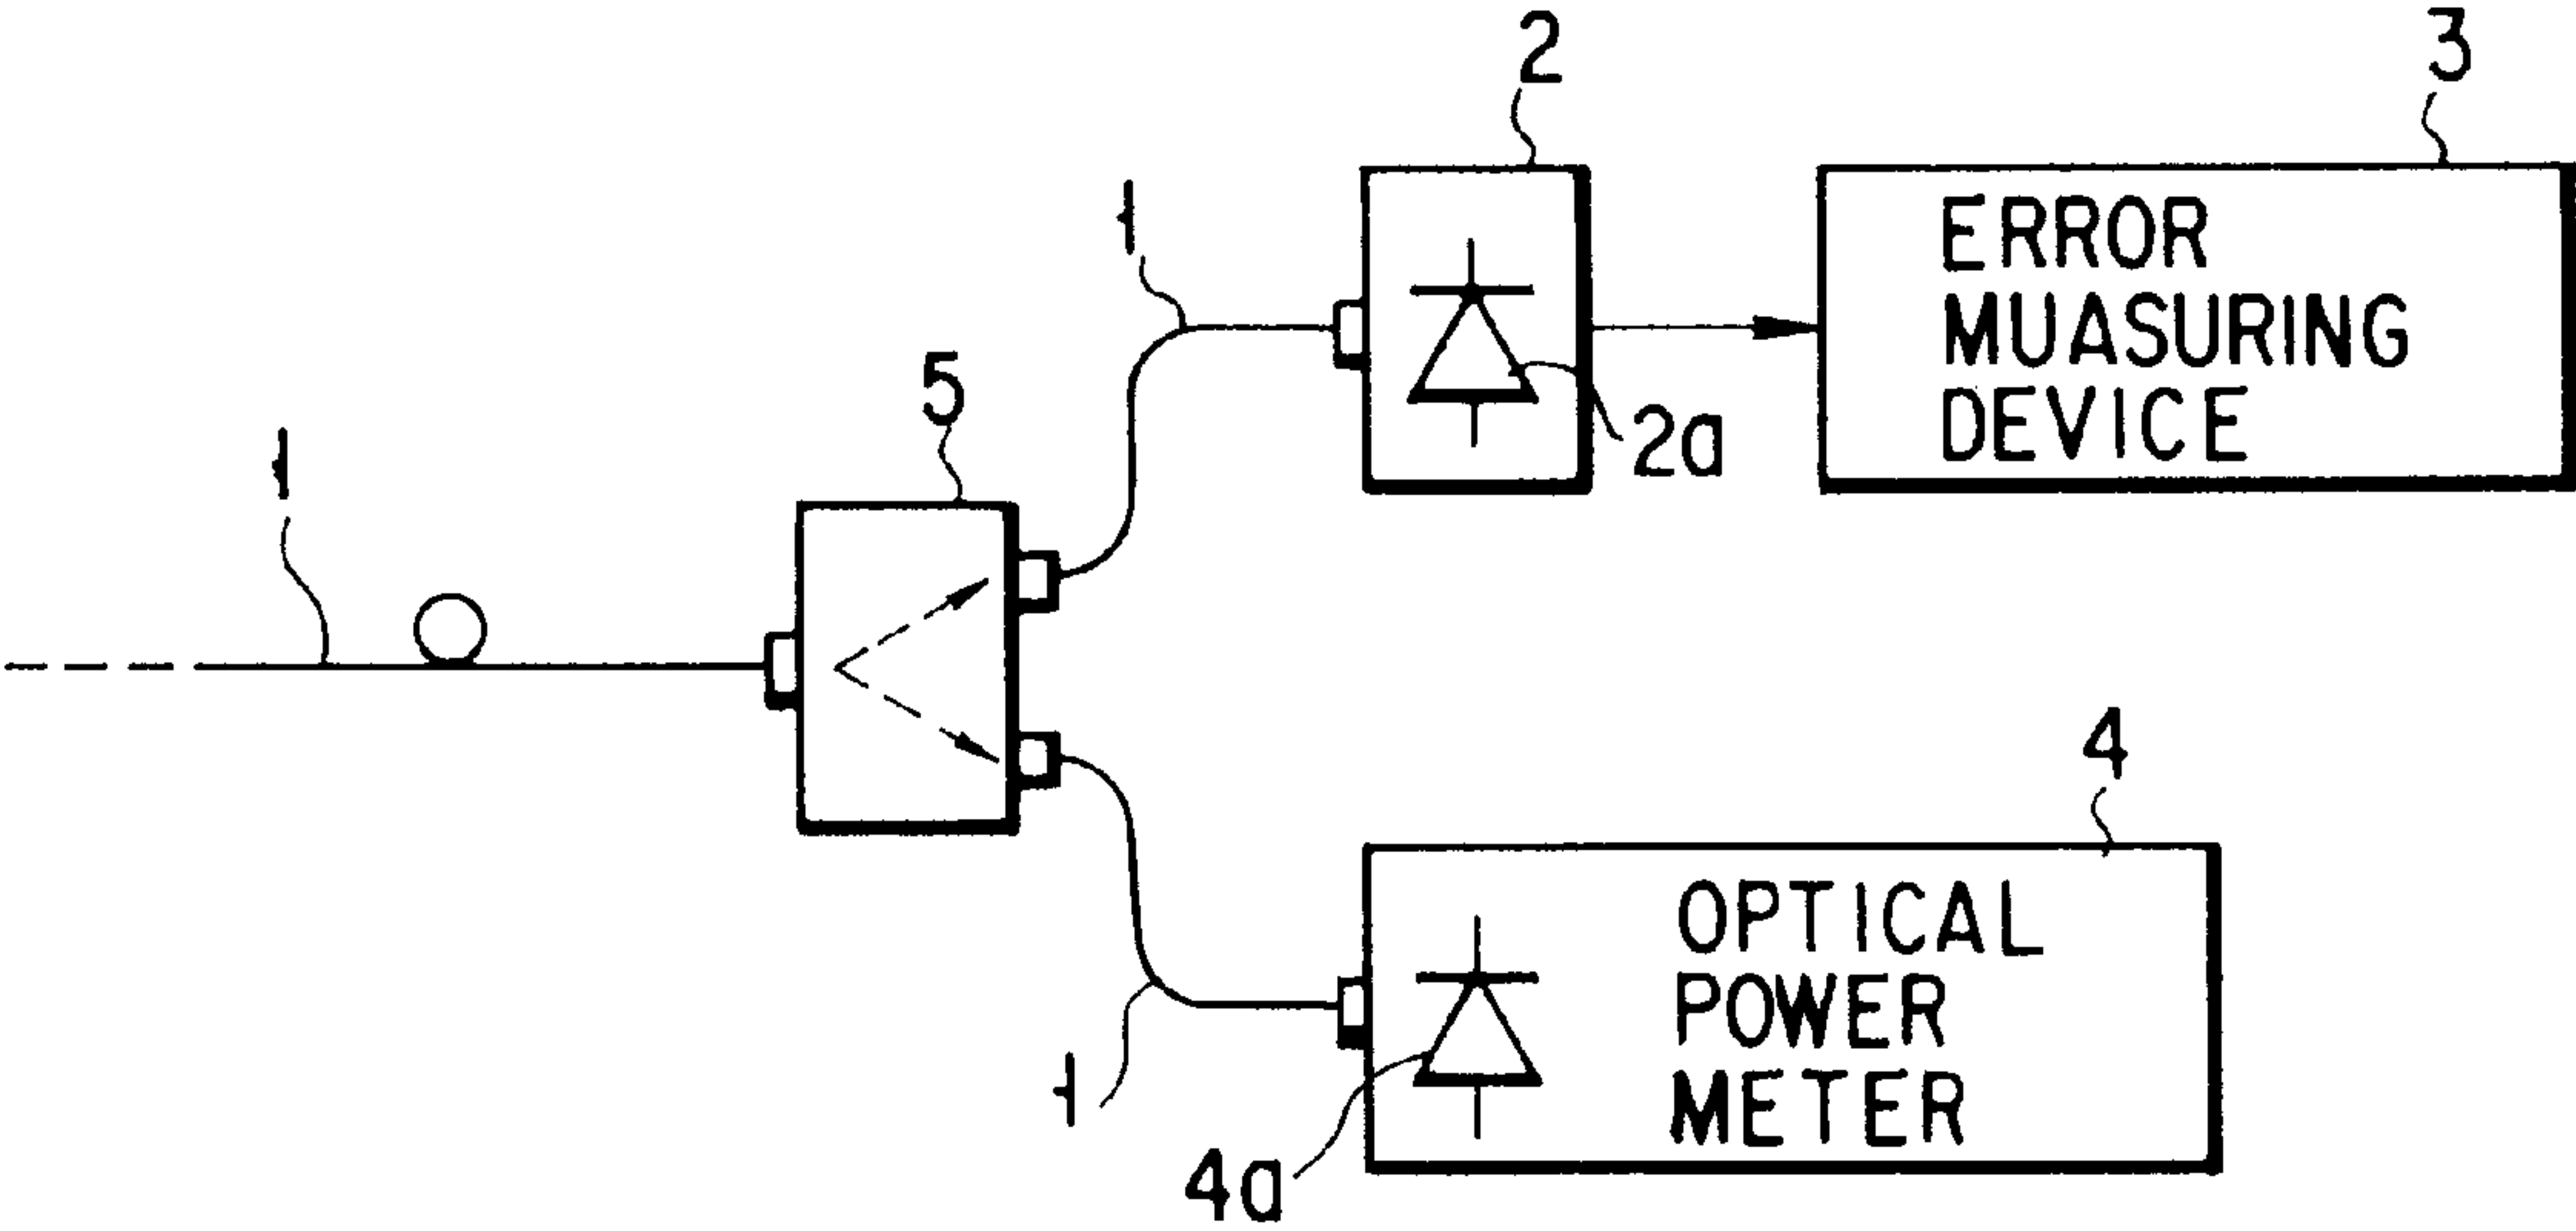 2
3
1
ERROR
MUASURING
DEVICE
5
2a
1
4
OPTICAL
POWER
METER
1
4a